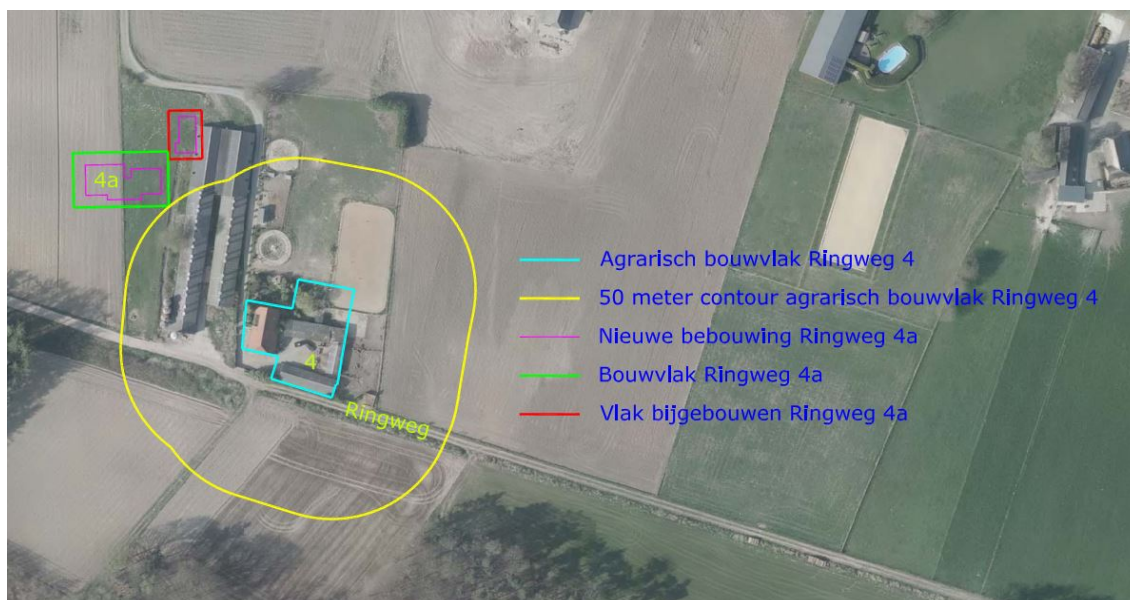 4a
Agrarisch bouwvlak Ringweg 4
50 meter contour agrarisch bouwvlak Ringweg 4
Nieuwe bebouwing Ringweg 4a
Bouwvlak Ringweg 4a
Vlak bijgebouwen Ringweg 4a
4
Ringweg